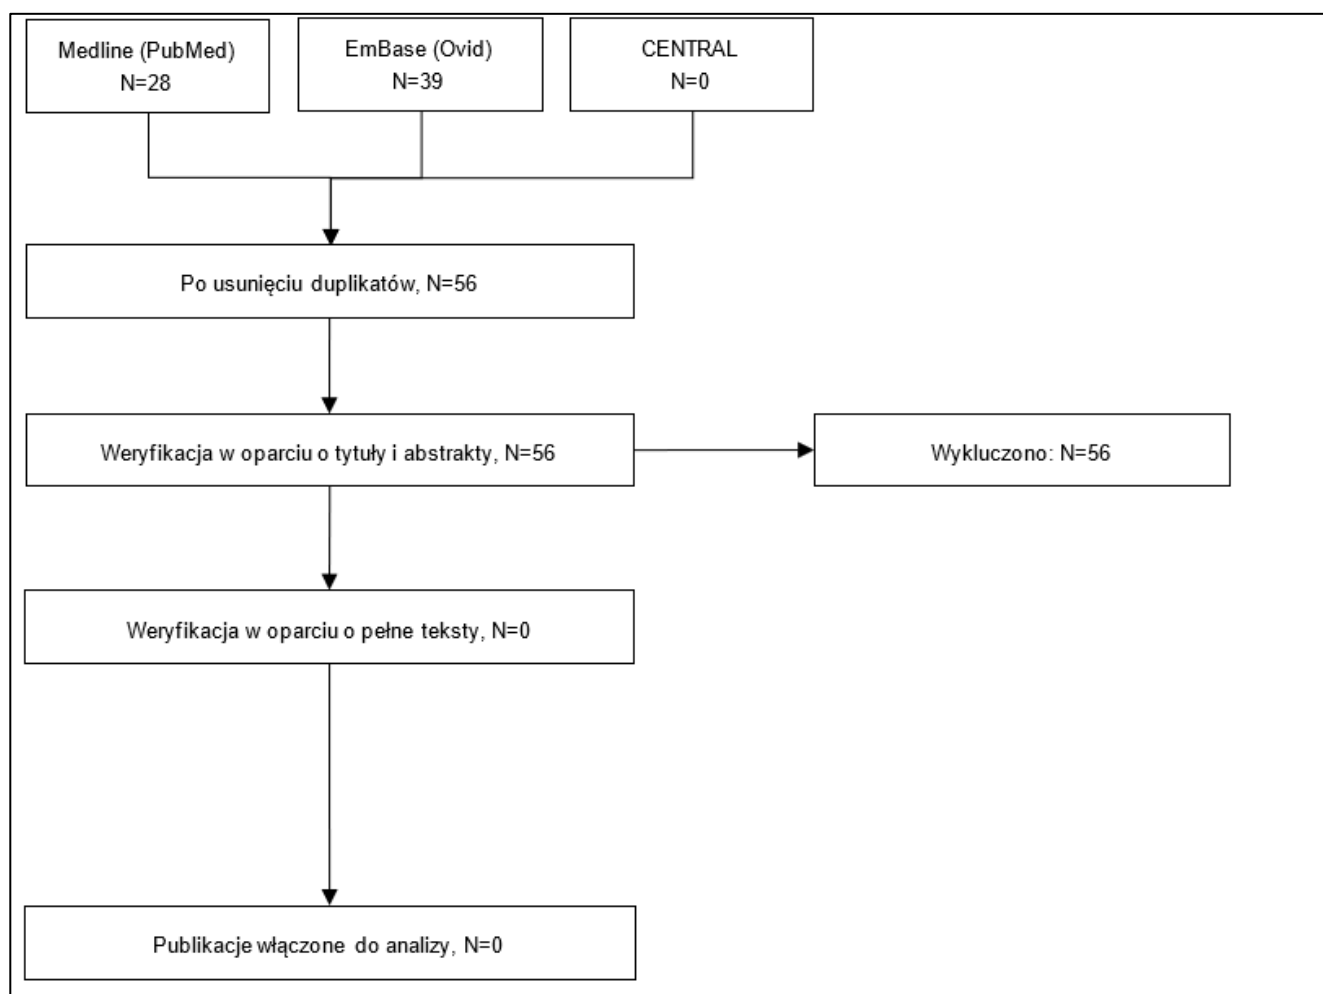 Medline (PubMed)
N=28
EmBase (Ovid)
N=39
CENTRAL
N=0
Po usunięciu duplikatów, N=56
Weryfikacja w oparciu o tytuły i abstrakty, N=56
Wykluczono: N=56
Weryfikacja w oparciu o pełne teksty, N=0
Publikacje włączone do analizy, N=0